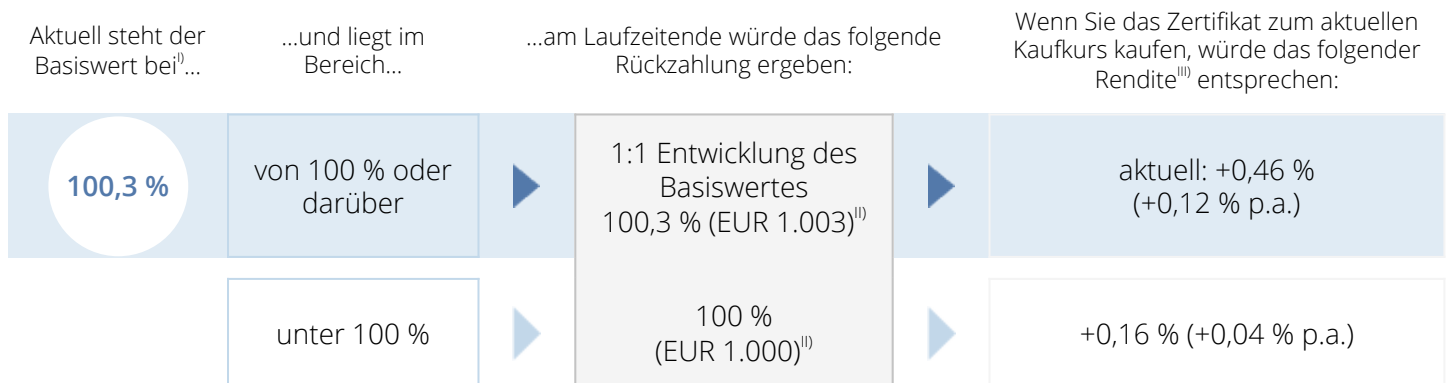 Aktuell steht der
Basiswert bei^I)...
...und liegt im
Bereich...
...am Laufzeitende würde das folgende
Rückzahlung ergeben:
Wenn Sie das Zertifikat zum aktuellen
Kaufkurs kaufen, würde das folgender
Rendite^III) entsprechen:
100,3 %
von 100 % oder
darüber
1:1 Entwicklung des
Basiswertes
100,3 % (EUR 1.003)^II)
aktuell: +0,46 %
(+0,12 % p.a.)
unter 100 %
100 %
(EUR 1.000)^II)
+0,16 % (+0,04 % p.a.)